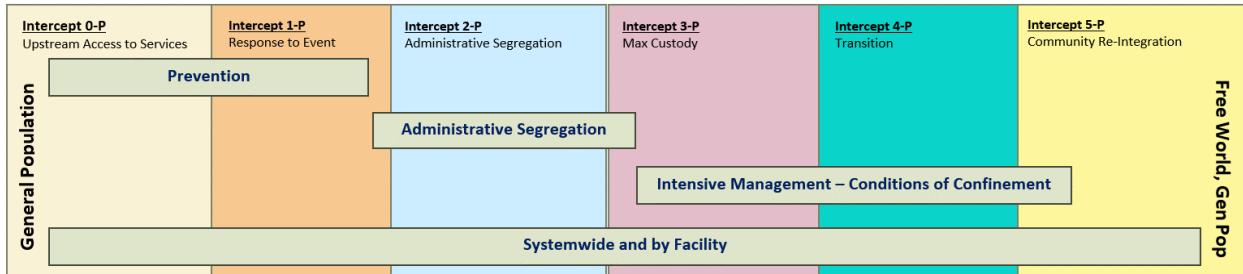 Intercept 0-P
Upstream Access to Services
Intercept 1-P
Response to Event
Intercept 2-P
Administrative Segregation
Intercept 3-P
Max Custody
Intercept 4-P
Transition
Intercept 5-P
Community Re-Integration
General Population
Prevention
Administrative Segregation
Intensive Management – Conditions of Confinement
Systemwide and by Facility
Free World, Gen Pop